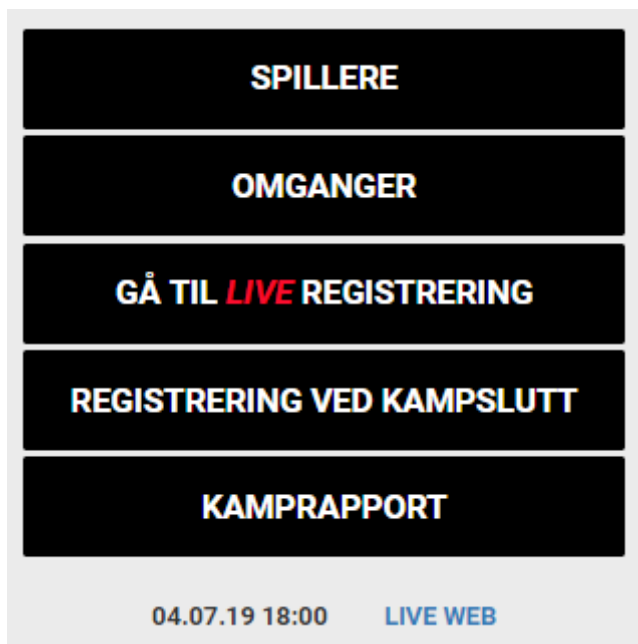 SPILLERE
OMGANGER
GÅ TIL LIVE REGISTRERING
REGISTRERING VED KAMPSLUTT
KAMPRAPPORT
04.07.19 18:00 LIVE WEB